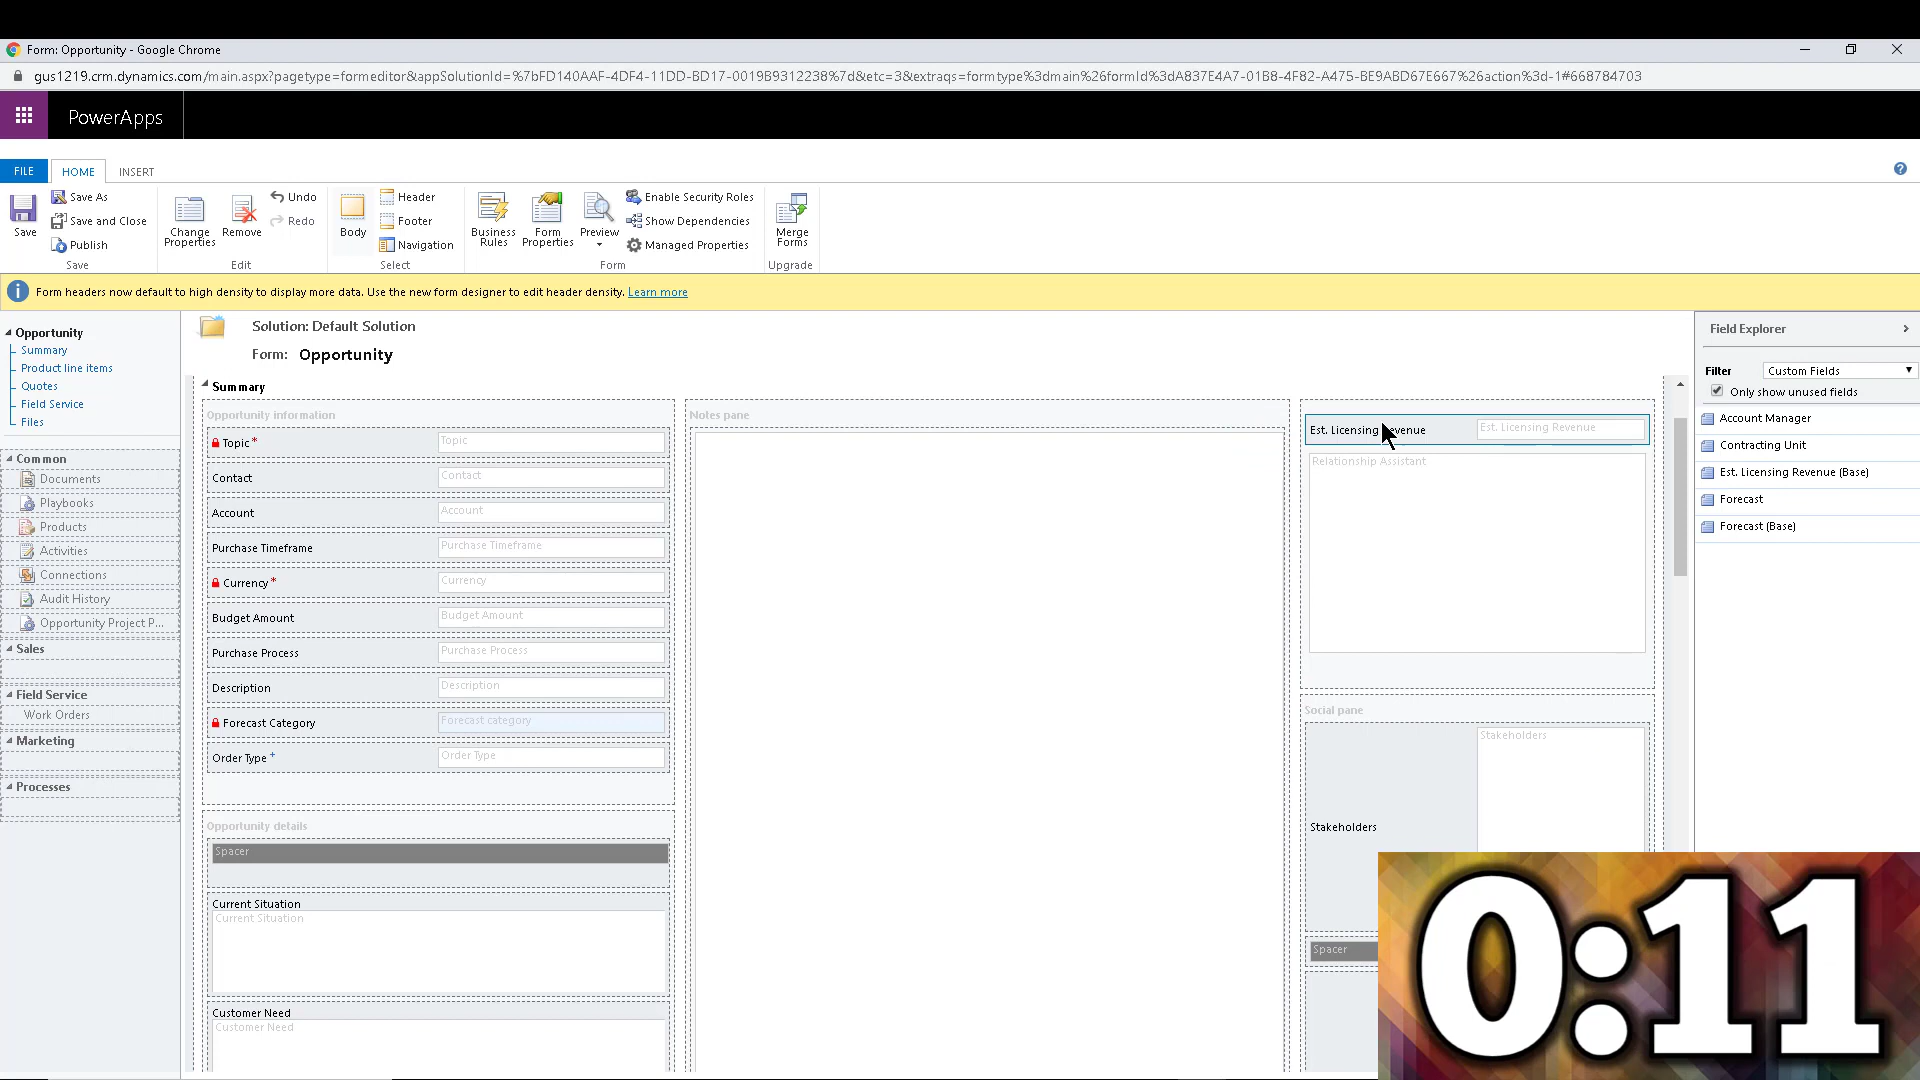 Form: Opportunity - Google Chrome
gus1219.crm.dynamics.com/main.aspx?pagetype=formeditor&appSolutionId=%7bFD140AAF-4DF4-11DD-BD17-0019B9312238%7d&etc=3&extraqs=formtype%3dmain%26formId%3dA837E4A7-01B8-4F82-A475-BE9ABD67E667%26action%3d-1#668784703
PowerApps
FILE HOME INSERT
Save
Save As
Save and Close
Publish
Save
Change Properties
Remove
Undo
Redo
Edit
Body
Header
Footer
Navigation
Select
Business Rules
Form Properties
Preview
Enable Security Roles
Show Dependencies
Managed Properties
Form
Merge Forms
Upgrade
Form headers now default to high density to display more data. Use the new form designer to edit header density. Learn more
Opportunity
Summary
Product line items
Quotes
Field Service
Files
Common
Documents
Playbooks
Products
Activities
Connections
Audit History
Opportunity Project P...
Sales
Field Service
Work Orders
Marketing
Processes
Solution: Default Solution
Form: Opportunity
Summary
Opportunity information
Topic* Topic
Contact Contact
Account Account
Purchase Timeframe Purchase Timeframe
Currency* Currency
Budget Amount Budget Amount
Purchase Process Purchase Process
Description Description
Forecast Category Forecast category
Order Type+ Order Type
Opportunity details
Spacer
Current Situation
Current Situation
Customer Need
Customer Need
Notes pane
Est. Licensing Revenue Est. Licensing Revenue
Relationship Assistant
Social pane
Stakeholders
Stakeholders
Spacer
Field Explorer
Filter Custom Fields
Only show unused fields
Account Manager
Contracting Unit
Est. Licensing Revenue (Base)
Forecast
Forecast (Base)
0:11